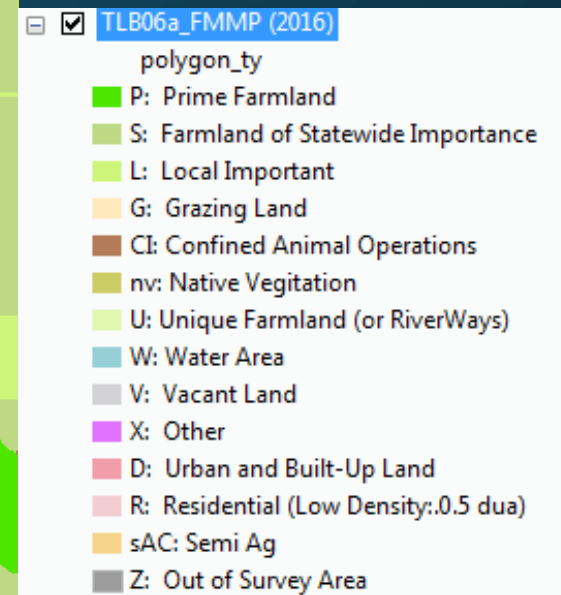 TLB06a_FMMP (2016)
polygon_ty
P: Prime Farmland
S: Farmland of Statewide Importance
L: Local Important
G: Grazing Land
CI: Confined Animal Operations
nv: Native Vegitation
U: Unique Farmland (or RiverWays)
W: Water Area
V: Vacant Land
X: Other
D: Urban and Built-Up Land
R: Residential (Low Density:.0.5 dua)
sAC: Semi Ag
Z: Out of Survey Area